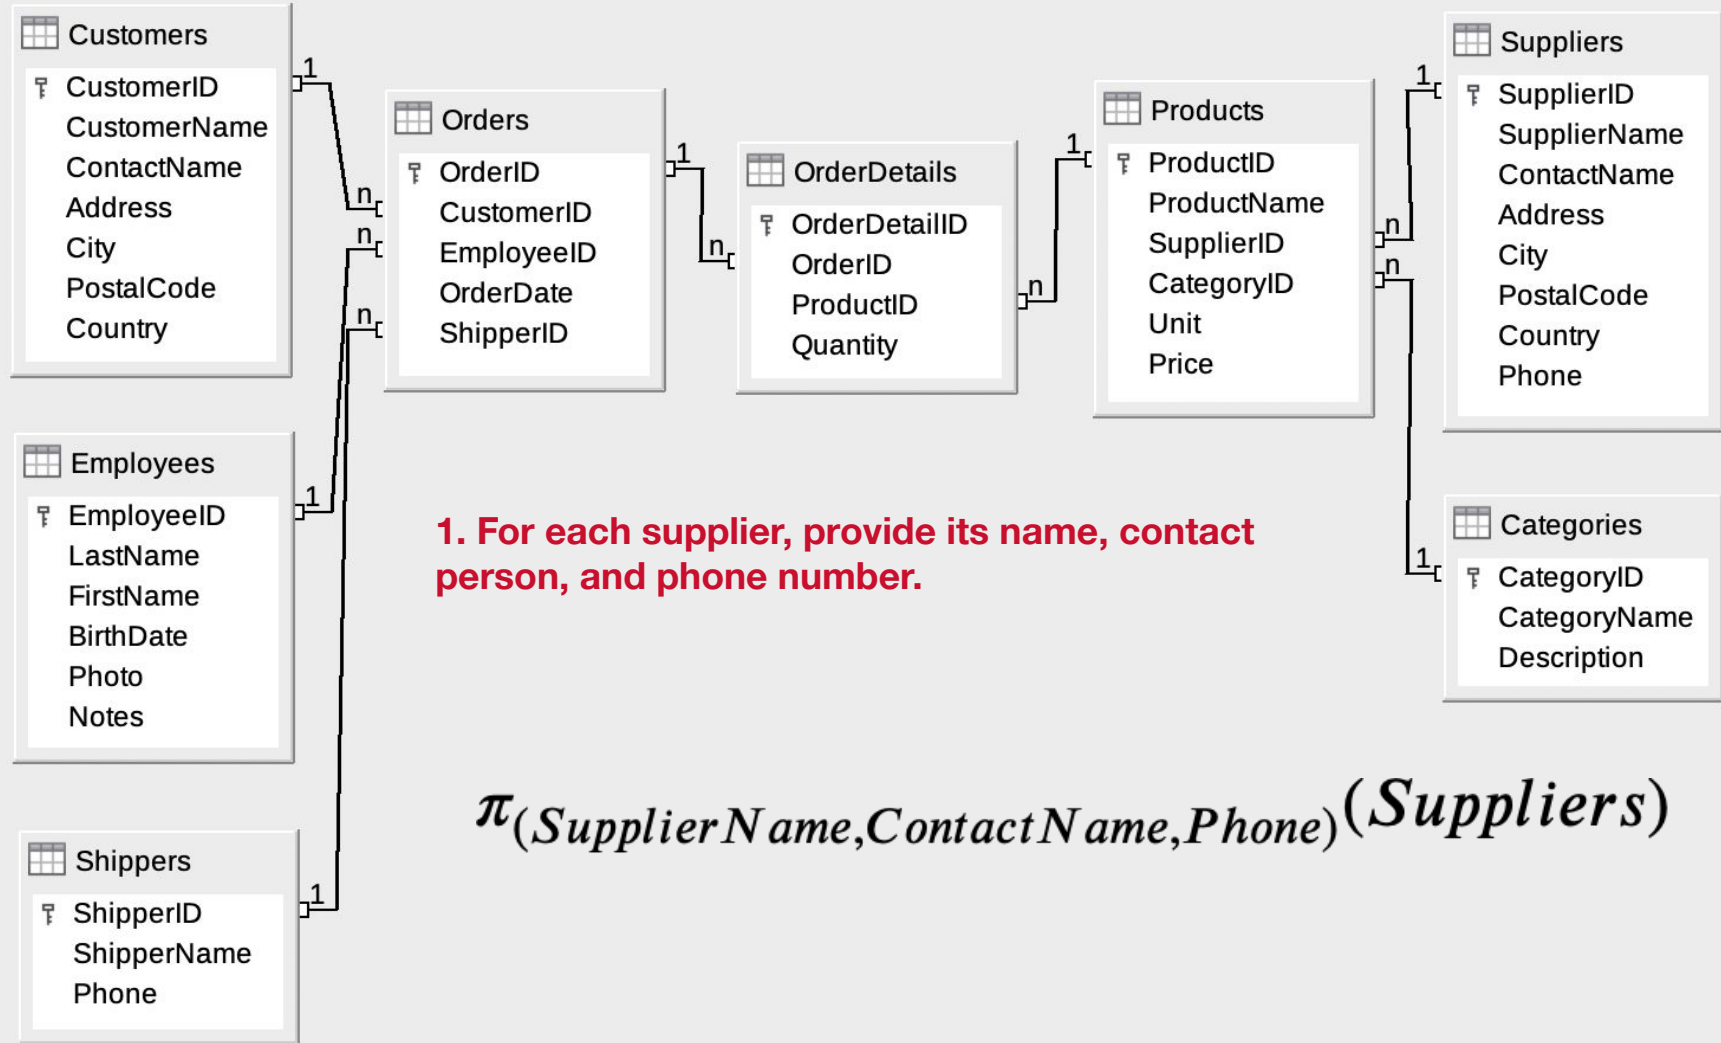 Customers
CustomerID
CustomerName
ContactName
Address
City
PostalCode
Country
1
n
Orders
OrderID
CustomerID
EmployeeID
OrderDate
ShipperID
n
n
1
n
OrderDetails
OrderDetailID
OrderID
ProductID
Quantity
1
n
Products
ProductID
ProductName
SupplierID
CategoryID
Unit
Price
1
n
n
Suppliers
SupplierID
SupplierName
ContactName
Address
City
PostalCode
Country
Phone
Employees
EmployeeID
LastName
FirstName
BirthDate
Photo
Notes
1
1. For each supplier, provide its name, contact
person, and phone number.
1
Categories
CategoryID
CategoryName
Description
π(SupplierName,ContactName,Phone)(Suppliers)
Shippers
ShipperID
ShipperName
Phone
1